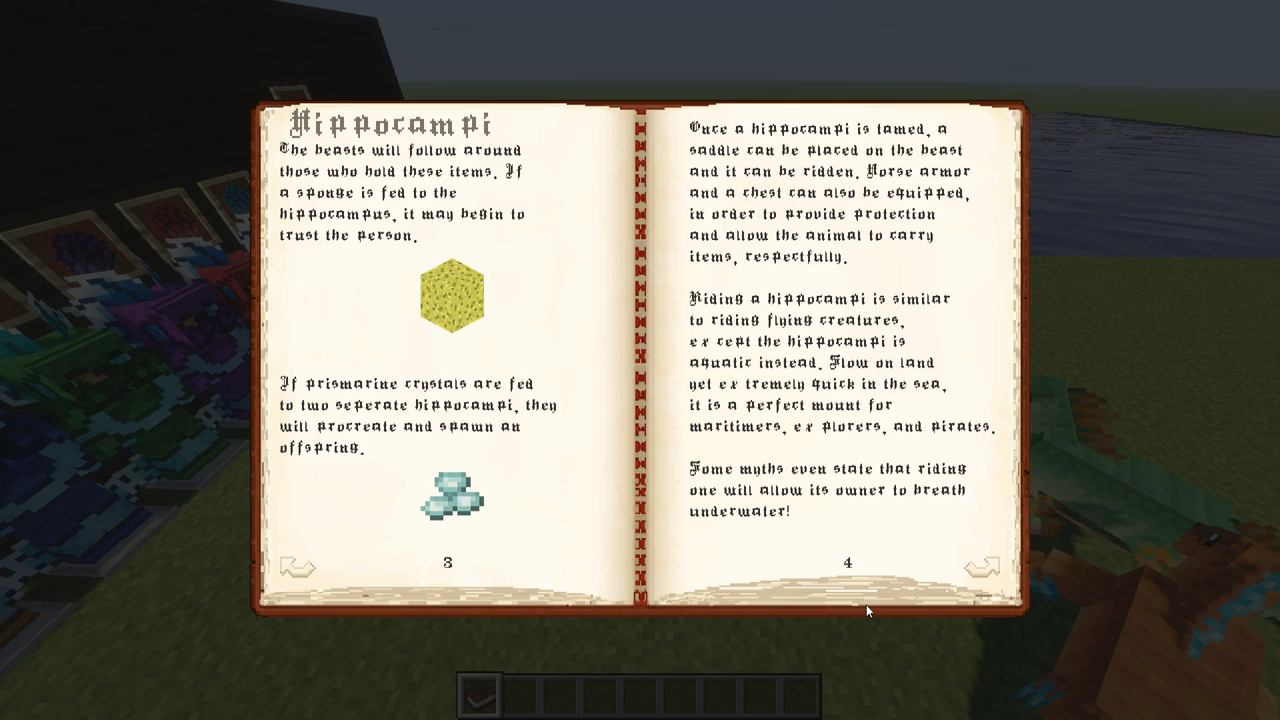 Hippocampi
The beasts will follow around
those who hold these items. If
a sponge is fed to the
hippocampus, it may begin to
trust the person.
If prismarine crystals are fed
to two seperate hippocampi, they
will procreate and spawn an
offspring.
3
Once a hippocampi is tamed, a
saddle can be placed on the beast
and it can be ridden. Horse armor
and a chest can also be equipped,
in order to provide protection
and allow the animal to carry
items, respectfully.
Riding a hippocampi is similar
to riding flying creatures,
except the hippocampi is
aquatic instead. Slow on land
yet extremely quick in the sea,
it is a perfect mount for
maritimers, explorers, and pirates.
Some myths even state that riding
one will allow its owner to breath
underwater!
4